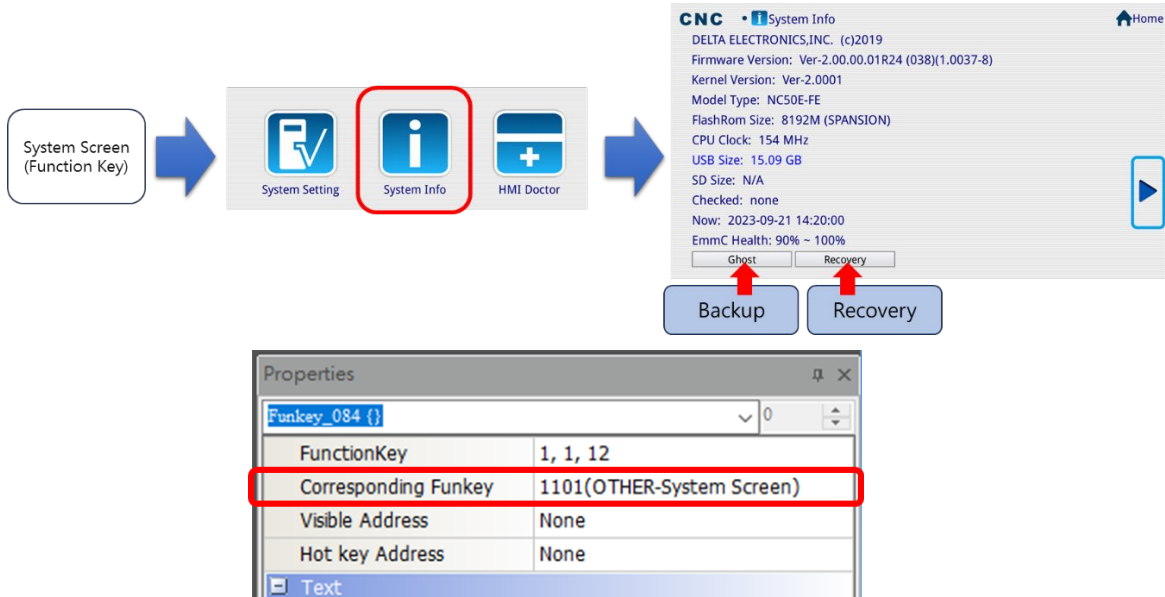 System Screen
(Function Key)
System Setting
System Info
HMI Doctor
CNC • System Info
Home
DELTA ELECTRONICS,INC. (c)2019
Firmware Version: Ver-2.00.00.01R24 (038)(1.0037-8)
Kernel Version: Ver-2.0001
Model Type: NC50E-FE
FlashRom Size: 8192M (SPANSION)
CPU Clock: 154 MHz
USB Size: 15.09 GB
SD Size: N/A
Checked: none
Now: 2023-09-21 14:20:00
EmmC Health: 90% ~ 100%
Ghost
Recovery
Backup
Recovery
Properties
Funkey_084 {}
0
FunctionKey 1, 1, 12
Corresponding Funkey 1101(OTHER-System Screen)
Visible Address None
Hot key Address None
Text